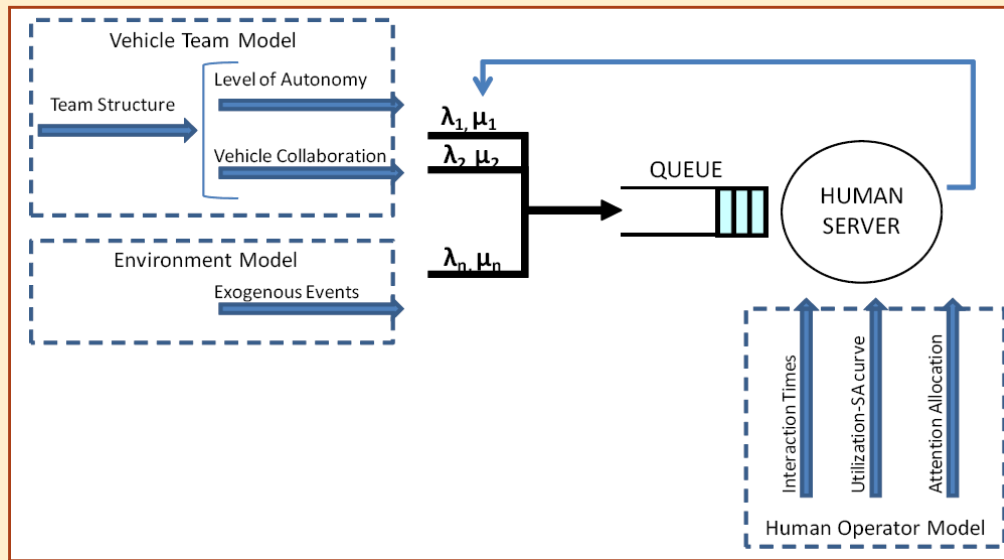 Vehicle Team Model
Level of Autonomy
Team Structure
Vehicle Collaboration
Environment Model
Exogenous Events
λ1, μ1
λ2, μ2
λn, μn
QUEUE
HUMAN
SERVER
Interaction Times
Utilization-SA curve
Attention Allocation
Human Operator Model